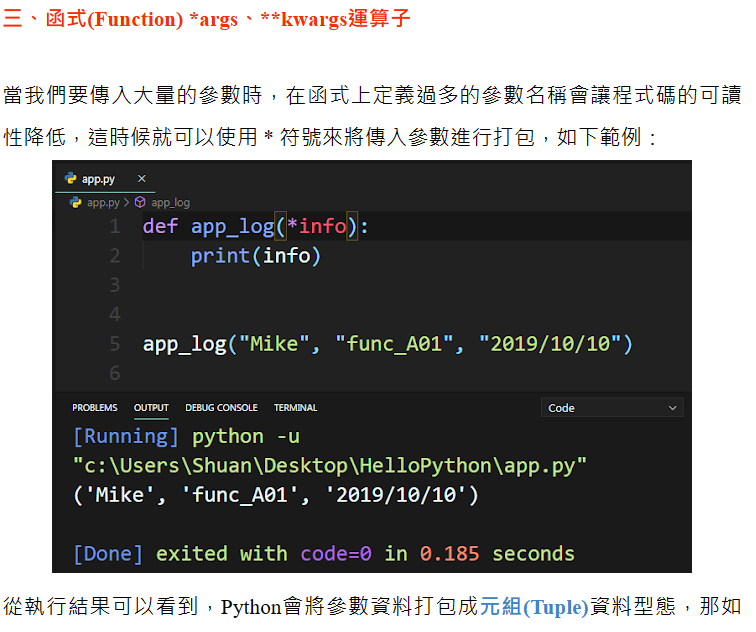 三、函式(Function) *args、**kwargs運算子
當我們要傳入大量的參數時，在函式上定義過多的參數名稱會讓程式碼的可讀
性降低，這時候就可以使用 * 符號來將傳入參數進行打包，如下範例：
app.py ×
app.py > app_log
1 def app_log(*info):
2     print(info)
3
4
5 app_log("Mike", "func_A01", "2019/10/10")
6
PROBLEMS OUTPUT DEBUG CONSOLE TERMINAL Code
[Running] python -u
"c:\Users\Shuan\Desktop\HelloPython\app.py"
('Mike', 'func_A01', '2019/10/10')
[Done] exited with code=0 in 0.185 seconds
從執行結果可以看到，Python會將參數資料打包成元組(Tuple)資料型態，那如